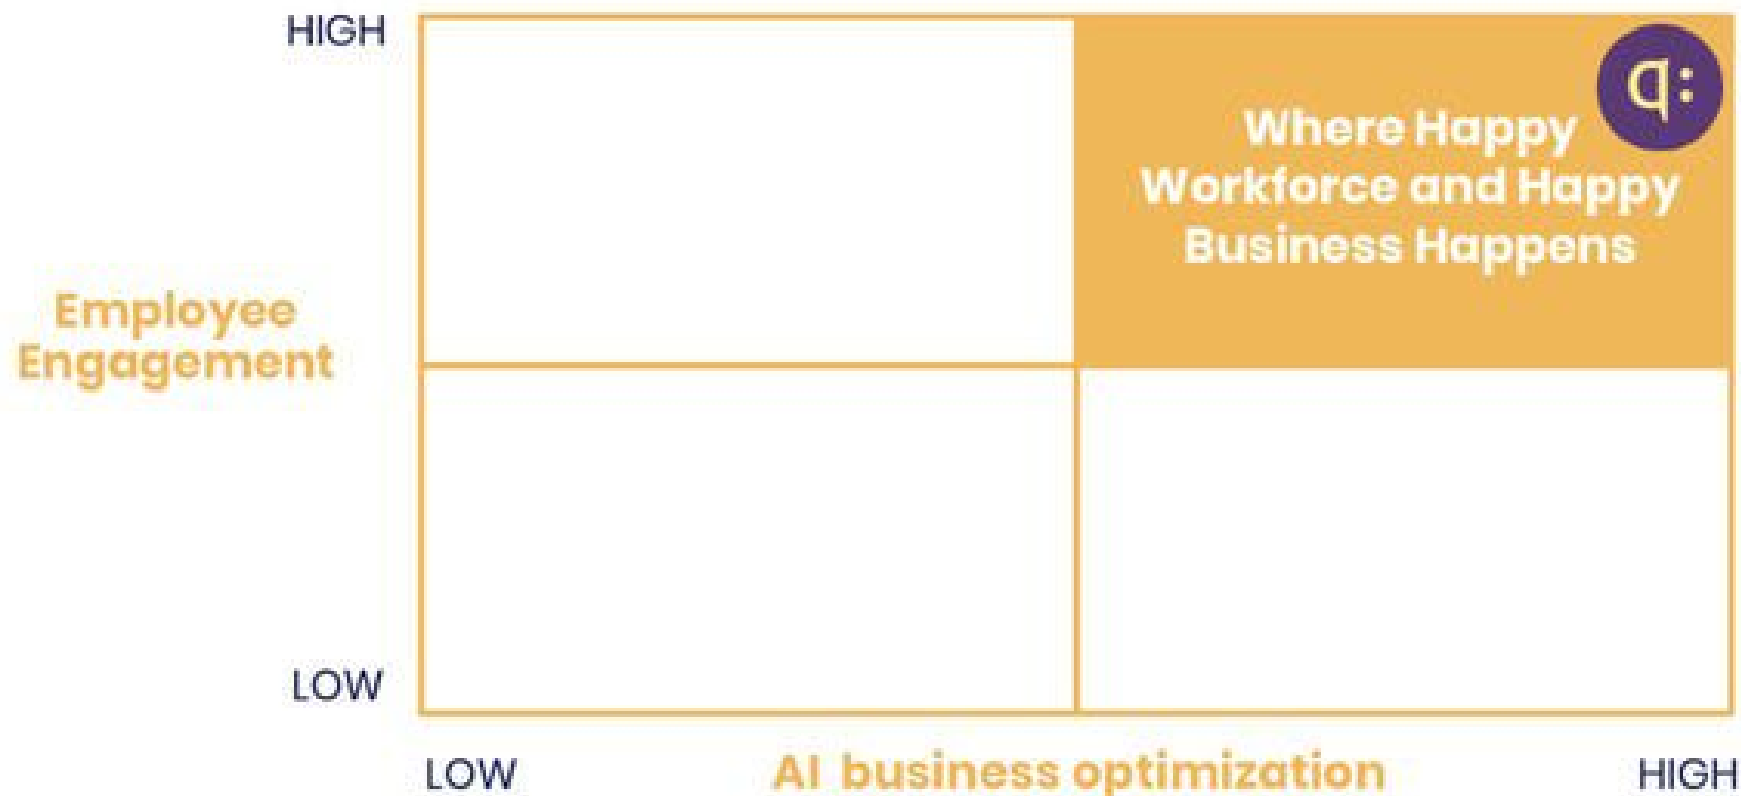 HIGH
q:
Where Happy
Workforce and Happy
Business Happens
Employee
Engagement
LOW
LOW
AI business optimization
HIGH